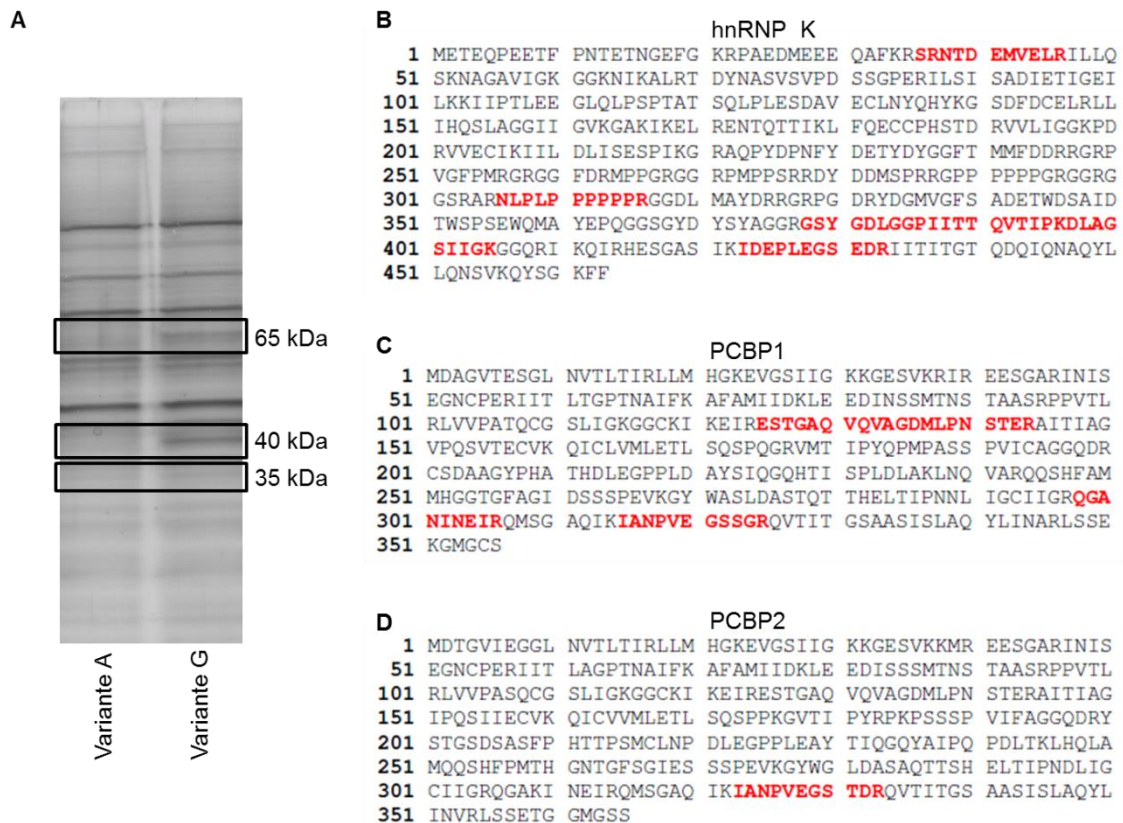 A
65 kDa
40 kDa
35 kDa
Variante A
Variante G
B
hnRNP K
1 METEQPEETF PNTETNGEFG KRPAEDMEEE QAFKRSRNTD EMVELRILLQ
51 SKNAGAVIGK GGKNIKALRT DYNASVSVPD SSGPERILSI SADIETIGEI
101 LKKIIPTLEE GLQLPSPTAT SQLPLESDAV ECLNYQHYKG SDFDCELRLL
151 IHQSLAGGII GVKGAKIKEL RENTQTTIKL FQECCPHSTD RVVLIGGKPD
201 RVVECIKIIL DLISESPIKG RAQPYDPNFY DETYDYGGFT MMFDDRRGRP
251 VGFPMRGRGG FDRMPPGRGG RPMPPSRRDY DDMSPRRGPP PPPPGRGGRG
301 GSRARNLPLP PPPPPRGGDL MAYDRRGRPG DRYDGMVGFS ADETWDSAID
351 TWSPSEWQMA YEPQGGSGYD YSYAGGRGSY GDLGGPIITT QVTIPKDLAG
401 SIIGKGGQRI KQIRHESGAS IKIDEPLEGS EDRIITITGT QDQIQNAQYL
451 LQNSVKQYSG KFF
C
PCBP1
1 MDAGVTESGL NVTLTIRLLM HGKEVGSIIG KKGESVKRIR EESGARINIS
51 EGNCPERIIT LTGPTNAIFK AFAMIIDKLE EDINSSMTNS TAASRPPVTL
101 RLVVPATQCG SLIGKGGCKI KEIRESTGAQ VQVAGDMLPN STERAITIAG
151 VPQSVTECVK QICLVMLETL SQSPQGRVMT IPYQPMPASS PVICAGGQDR
201 CSDAAGYPHA THDLEGPPLD AYSIQGQHTI SPLDLAKLNQ VARQQSHFAM
251 MHGGTGFAGI DSSSPEVKGY WASLDASTQT THELTIPNNL IGCIIGRQGA
301 NINEIRQMSG AQIKIANPVE GSSGRQVTIT GSAASISLAQ YLINARLSSE
351 KGMGCS
D
PCBP2
1 MDTGVIEGGL NVTLTIRLLM HGKEVGSIIG KKGESVKKMR EESGARINIS
51 EGNCPERIIT LAGPTNAIFK AFAMIIDKLE EDISSSMTNS TAASRPPVTL
101 RLVVPASQCG SLIGKGGCKI KEIRESTGAQ VQVAGDMLPN STERAITIAG
151 IPQSIIECVK QICVVMLETL SQSPPKGVTI PYRPKPSSSP VIFAGGQDRY
201 STGSDSASFP HTTPSMCLNP DLEGPPLEAY TIQGQYAIPQ PDLTKLHQLA
251 MQQSHFPMTH GNTGFSGIES SSPEVKGYWG LDASAQTTSH ELTIPNDLIG
301 CIIGRQGAKI NEIRQMSGAQ IKIANPVEGS TDRQVTITGS AASISLAQYL
351 INVRLSSETG GMGSS